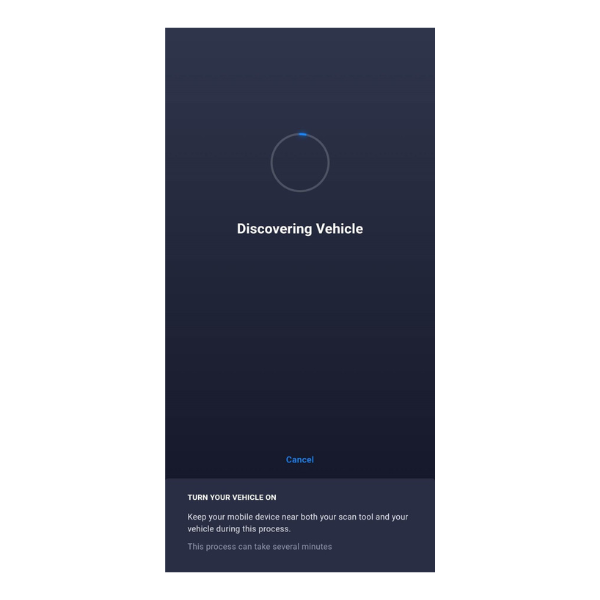 Discovering Vehicle
Cancel
TURN YOUR VEHICLE ON
Keep your mobile device near both your scan tool and your
vehicle during this process.
This process can take several minutes